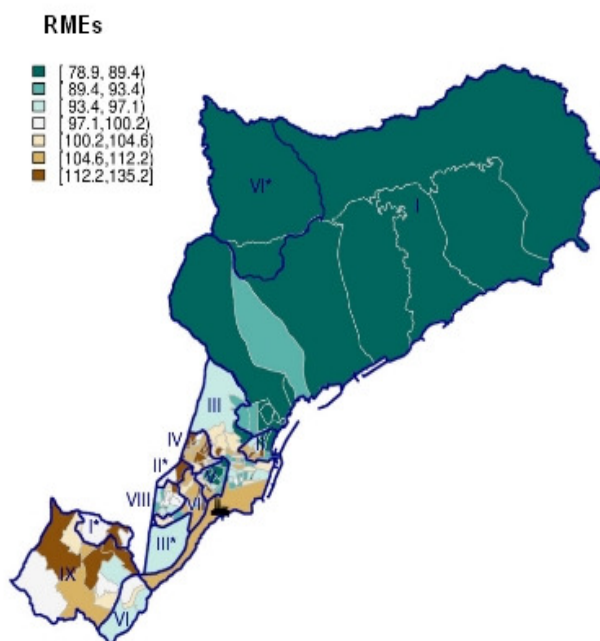 RMEs
[ 78.9, 89.4)
[ 89.4, 93.4)
[ 93.4, 97.1)
[ 97.1,100.2)
[100.2,104.6)
[104.6,112.2)
[112.2,135.2]
VI*
I
III
IV
II*
VIII
VI
III*
I*
IX
VI